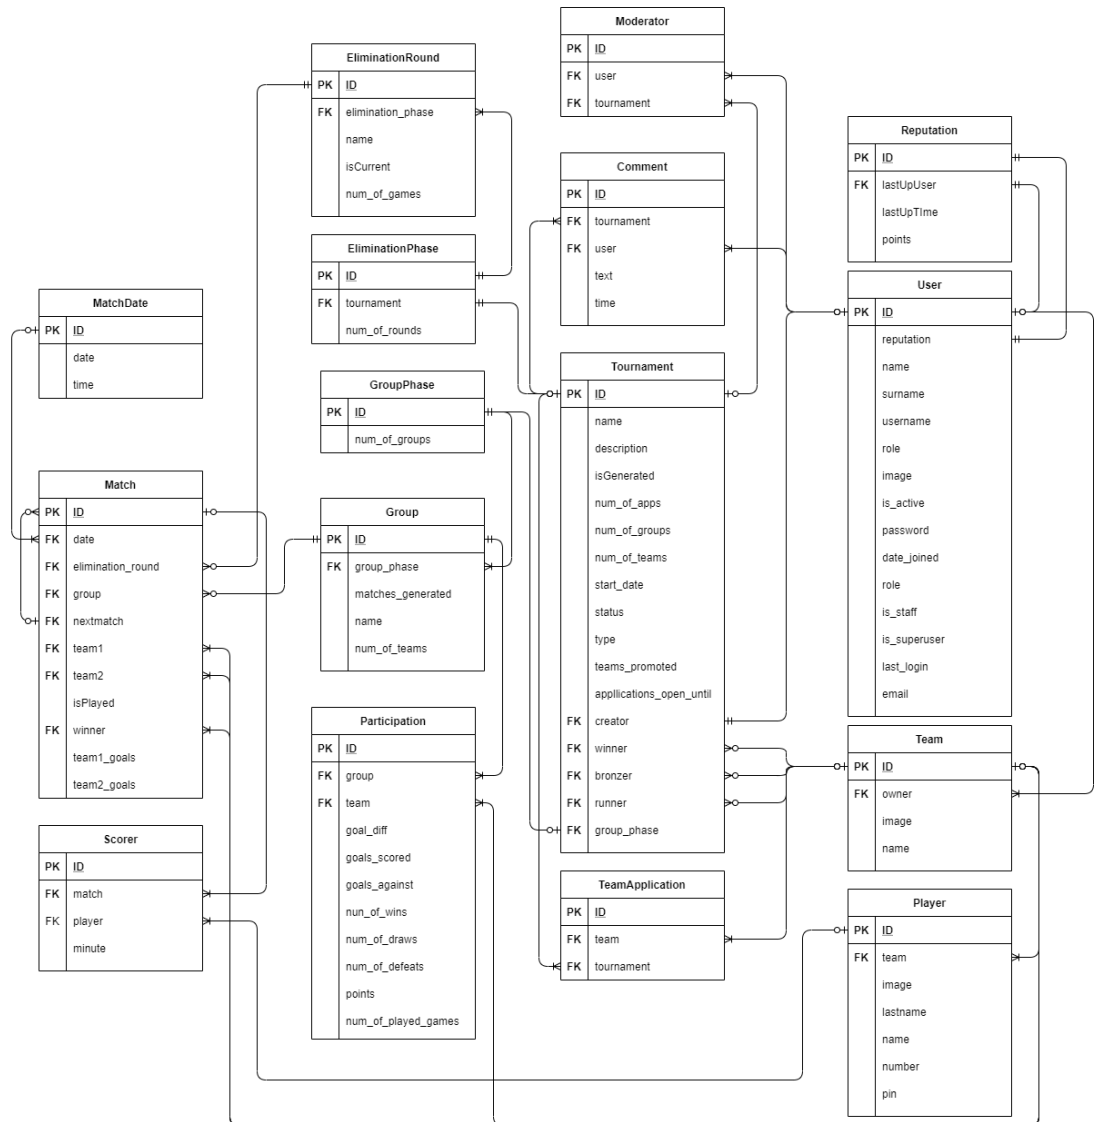 Moderator
PK ID
FK user
FK tournament
EliminationRound
PK ID
FK elimination_phase
name
isCurrent
num_of_games
Reputation
PK ID
FK lastUpUser
lastUpTIme
points
Comment
PK ID
FK tournament
FK user
text
time
EliminationPhase
PK ID
FK tournament
num_of_rounds
User
PK ID
reputation
name
surname
username
role
image
is_active
password
date_joined
role
is_staff
is_superuser
last_login
email
MatchDate
PK ID
date
time
Tournament
PK ID
name
description
isGenerated
num_of_apps
num_of_groups
num_of_teams
start_date
status
type
teams_promoted
applications_open_until
FK creator
FK winner
FK bronzer
FK runner
FK group_phase
GroupPhase
PK ID
num_of_groups
Match
PK ID
FK date
FK elimination_round
FK group
FK nextmatch
FK team1
FK team2
isPlayed
FK winner
team1_goals
team2_goals
Group
PK ID
FK group_phase
matches_generated
name
num_of_teams
Participation
PK ID
FK group
FK team
goal_diff
goals_scored
goals_against
nun_of_wins
num_of_draws
num_of_defeats
points
num_of_played_games
Team
PK ID
FK owner
image
name
Scorer
PK ID
FK match
FK player
minute
TeamApplication
PK ID
FK team
FK tournament
Player
PK ID
FK team
image
lastname
name
number
pin